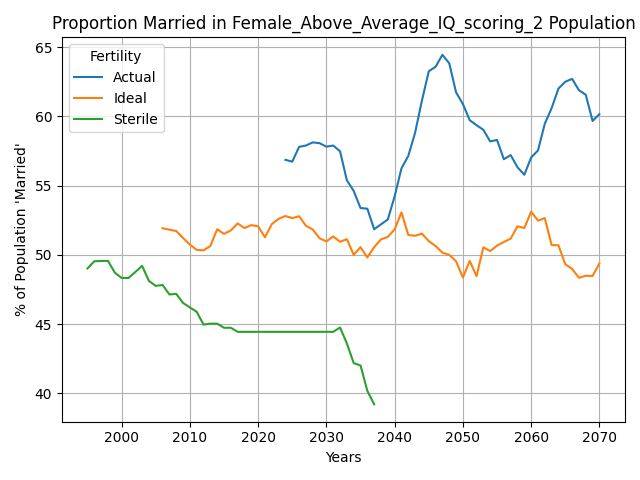 Proportion Married in Female_Above_Average_IQ_scoring_2 Population
Fertility
Actual
Ideal
Sterile
% of Population 'Married'
65
60
55
50
45
40
2000
2010
2020
2030
2040
2050
2060
2070
Years